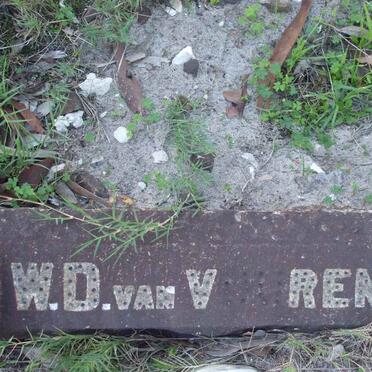 W.D. VAN V REN